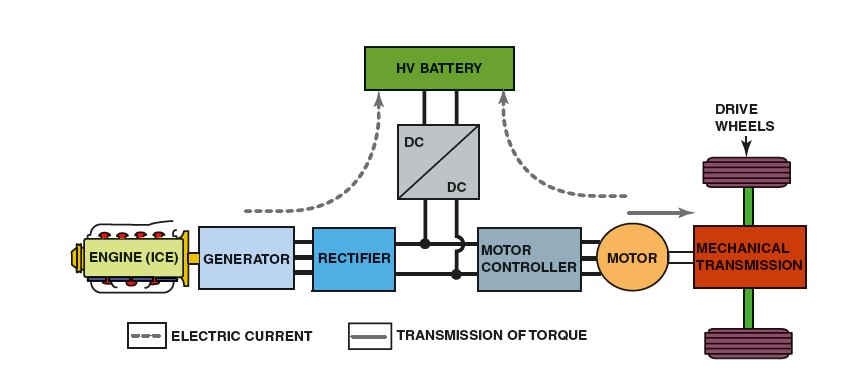 HV BATTERY
DRIVE
WHEELS
DC
DC
ENGINE (ICE)
GENERATOR
RECTIFIER
MOTOR
CONTROLLER
MOTOR
MECHANICAL
TRANSMISSION
ELECTRIC CURRENT
TRANSMISSION OF TORQUE